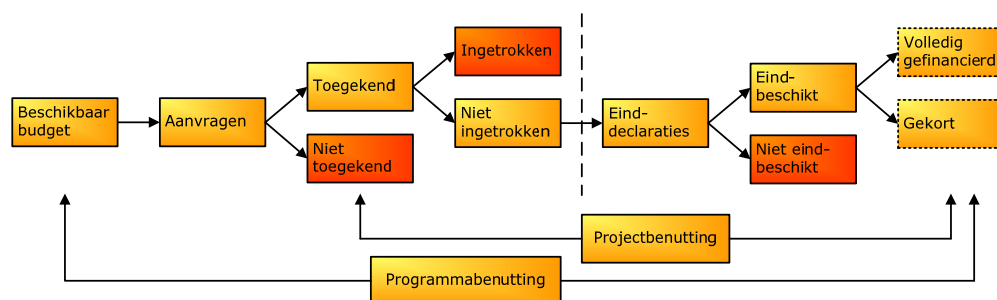 Beschikbaar
budget
Aanvragen
Toegekend
Niet
toegekend
Ingetrokken
Niet
ingetrokken
Eind-
declaraties
Eind-
beschikt
Niet eind-
beschikt
Volledig
gefinancierd
Gekort
Projectbenutting
Programmabenutting